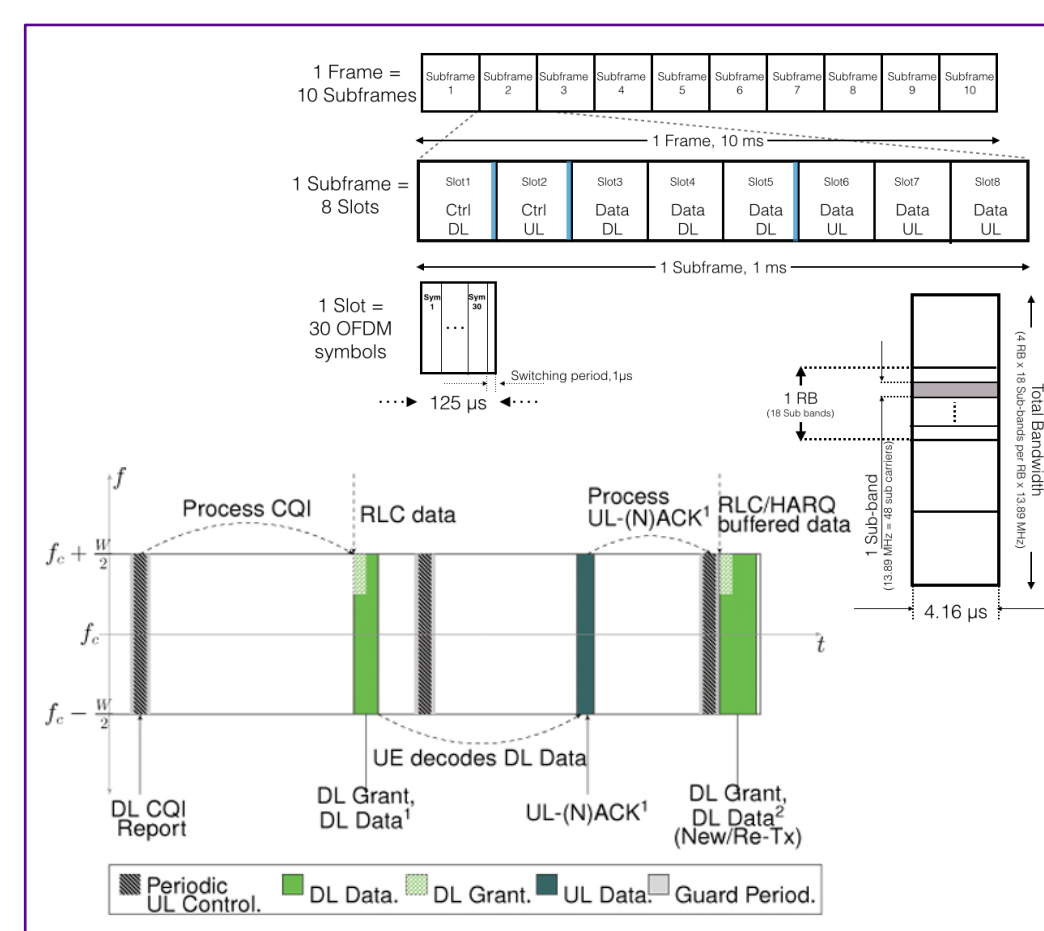 1 Frame =
10 Subframes
Subframe
1
Subframe
2
Subframe
3
Subframe
4
Subframe
5
Subframe
6
Subframe
7
Subframe
8
Subframe
9
Subframe
10
1 Frame, 10 ms
1 Subframe =
8 Slots
Slot1
Ctrl
DL
Slot2
Ctrl
UL
Slot3
Data
DL
Slot4
Data
DL
Slot5
Data
DL
Slot6
Data
UL
Slot7
Data
UL
Slot8
Data
UL
1 Subframe, 1 ms
1 Slot =
30 OFDM
symbols
Sym
1
...
Sym
30
Switching period,1µs
125 µs
1 RB
(18 Sub bands)
1 Sub-band
(13.89 MHz = 48 sub carriers)
Total Bandwidth
(4 RB x 18 Sub-bands per RB x 13.89 MHz)
4.16 µs
f
Process CQI
RLC data
Process
UL-(N)ACK¹
RLC/HARQ
buffered data
f_c + W/2
f_c
t
f_c − W/2
UE decodes DL Data
DL CQI
Report
DL Grant,
DL Data¹
UL-(N)ACK¹
DL Grant,
DL Data²
(New/Re-Tx)
Periodic
UL Control.
DL Data.
DL Grant.
UL Data.
Guard Period.